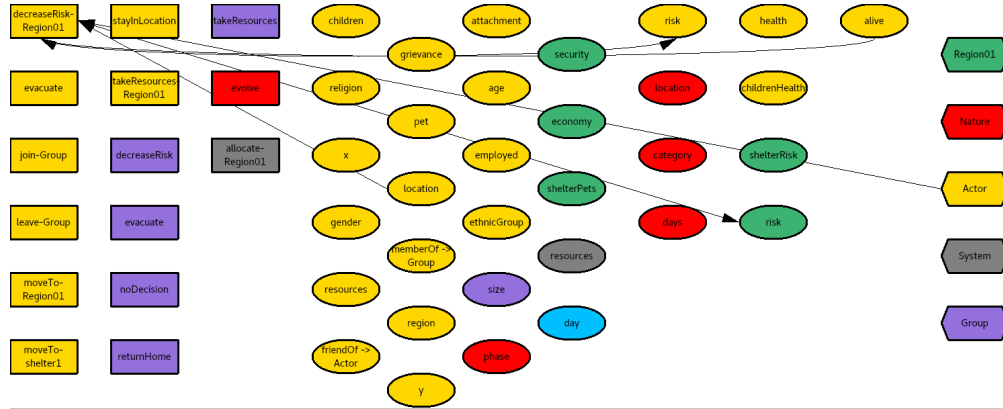 decreaseRisk-
Region01
stayInLocation
takeResources
children
attachment
risk
health
alive
grievance
security
Region01
evacuate
takeResources-
Region01
evolve
religion
age
location
childrenHealth
pet
economy
Nature
join-Group
decreaseRisk
allocate-
Region01
x
employed
category
shelterRisk
location
shelterPets
Actor
leave-Group
evacuate
gender
ethnicGroup
days
risk
memberOf ->
Group
resources
System
moveTo-
Region01
noDecision
resources
size
region
day
Group
moveTo-
shelter1
returnHome
friendOf ->
Actor
phase
y